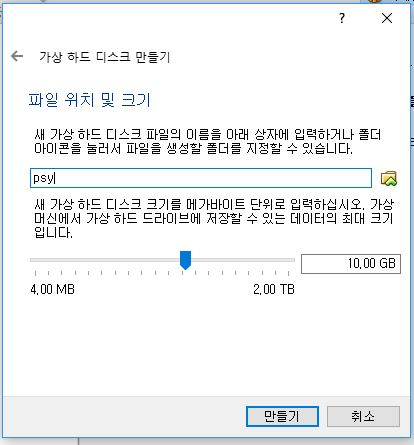 ?
가상 하드 디스크 만들기
파일 위치 및 크기
새 가상 하드 디스크 파일의 이름을 아래 상자에 입력하거나 폴더
아이콘을 눌러서 파일을 생성할 폴더를 지정할 수 있습니다.
psy
새 가상 하드 디스크 크기를 메가바이트 단위로 입력하십시오. 가상
머신에서 가상 하드 드라이브에 저장할 수 있는 데이터의 최대 크기
입니다.
10,00 GB
4,00 MB 2,00 TB
만들기 취소